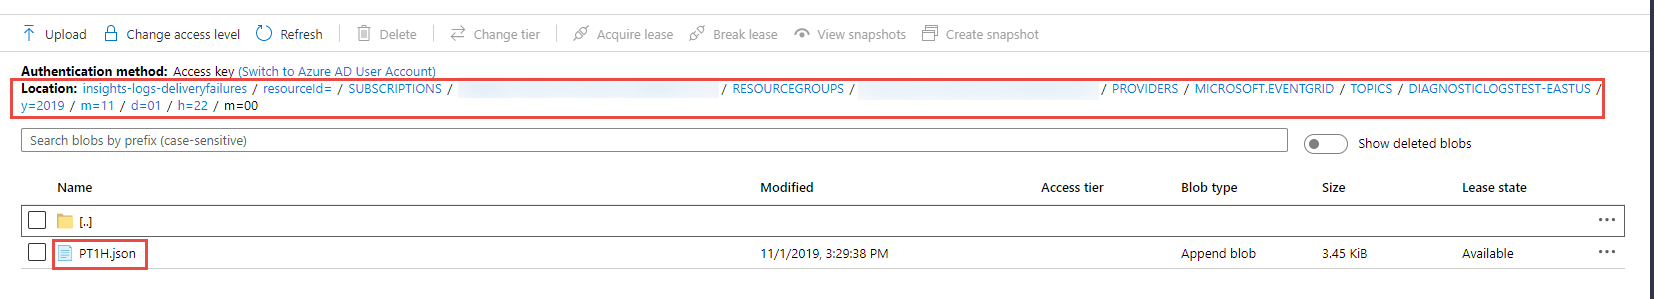 Upload Change access level Refresh Delete Change tier Acquire lease Break lease View snapshots Create snapshot
Authentication method: Access key (Switch to Azure AD User Account)
Location: insights-logs-deliveryfailures / resourceId= / SUBSCRIPTIONS / / RESOURCEGROUPS / / PROVIDERS / MICROSOFT.EVENTGRID / TOPICS / DIAGNOSTICLOGSTEST-EASTUS /
y=2019 / m=11 / d=01 / h=22 / m=00
Search blobs by prefix (case-sensitive) Show deleted blobs
Name Modified Access tier Blob type Size Lease state
[..] ...
PT1H.json 11/1/2019, 3:29:38 PM Append blob 3.45 KiB Available ...